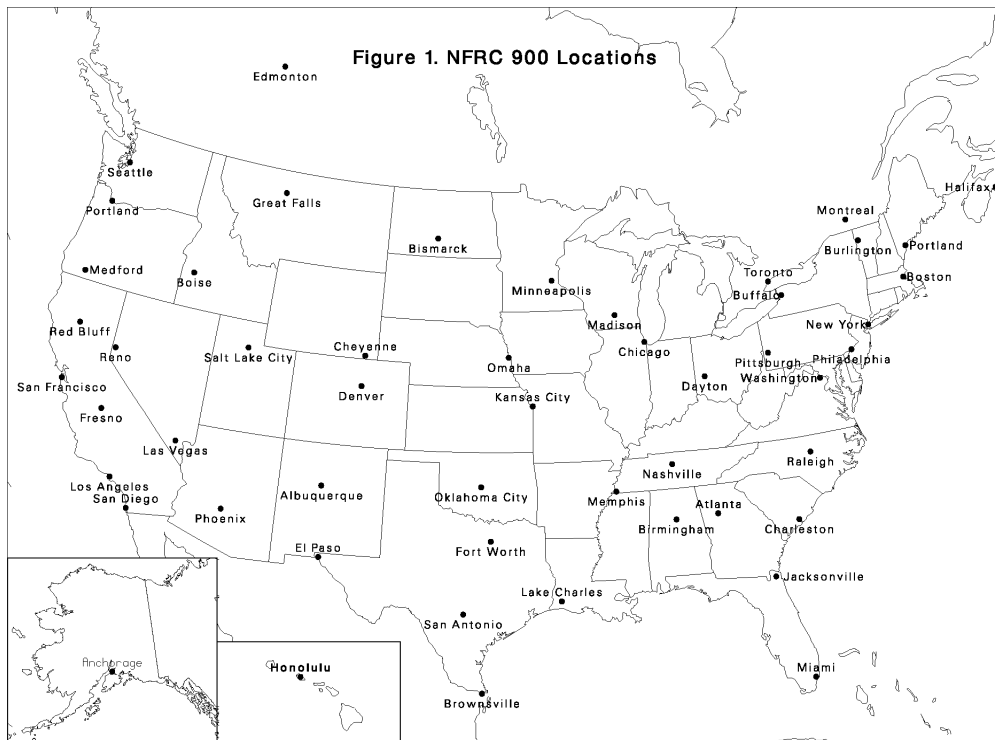 Figure 1. NFRC 900 Locations
Edmonton
Seattle
Halifax
Great Falls
Portland
Montreal
Bismarck
Burlington
Portland
Medford
Boise
Toronto
Boston
Minneapolis
Buffalo
Red Bluff
Madison
New York
Reno
Salt Lake City
Cheyenne
Chicago
Pittsburgh
Philadelphia
Omaha
San Francisco
Denver
Dayton
Washington
Kansas City
Fresno
Las Vegas
Raleigh
Nashville
Los Angeles
San Diego
Albuquerque
Oklahoma City
Memphis
Atlanta
Phoenix
Birmingham
Charleston
El Paso
Fort Worth
Jacksonville
Lake Charles
San Antonio
Anchorage
Honolulu
Miami
Brownsville